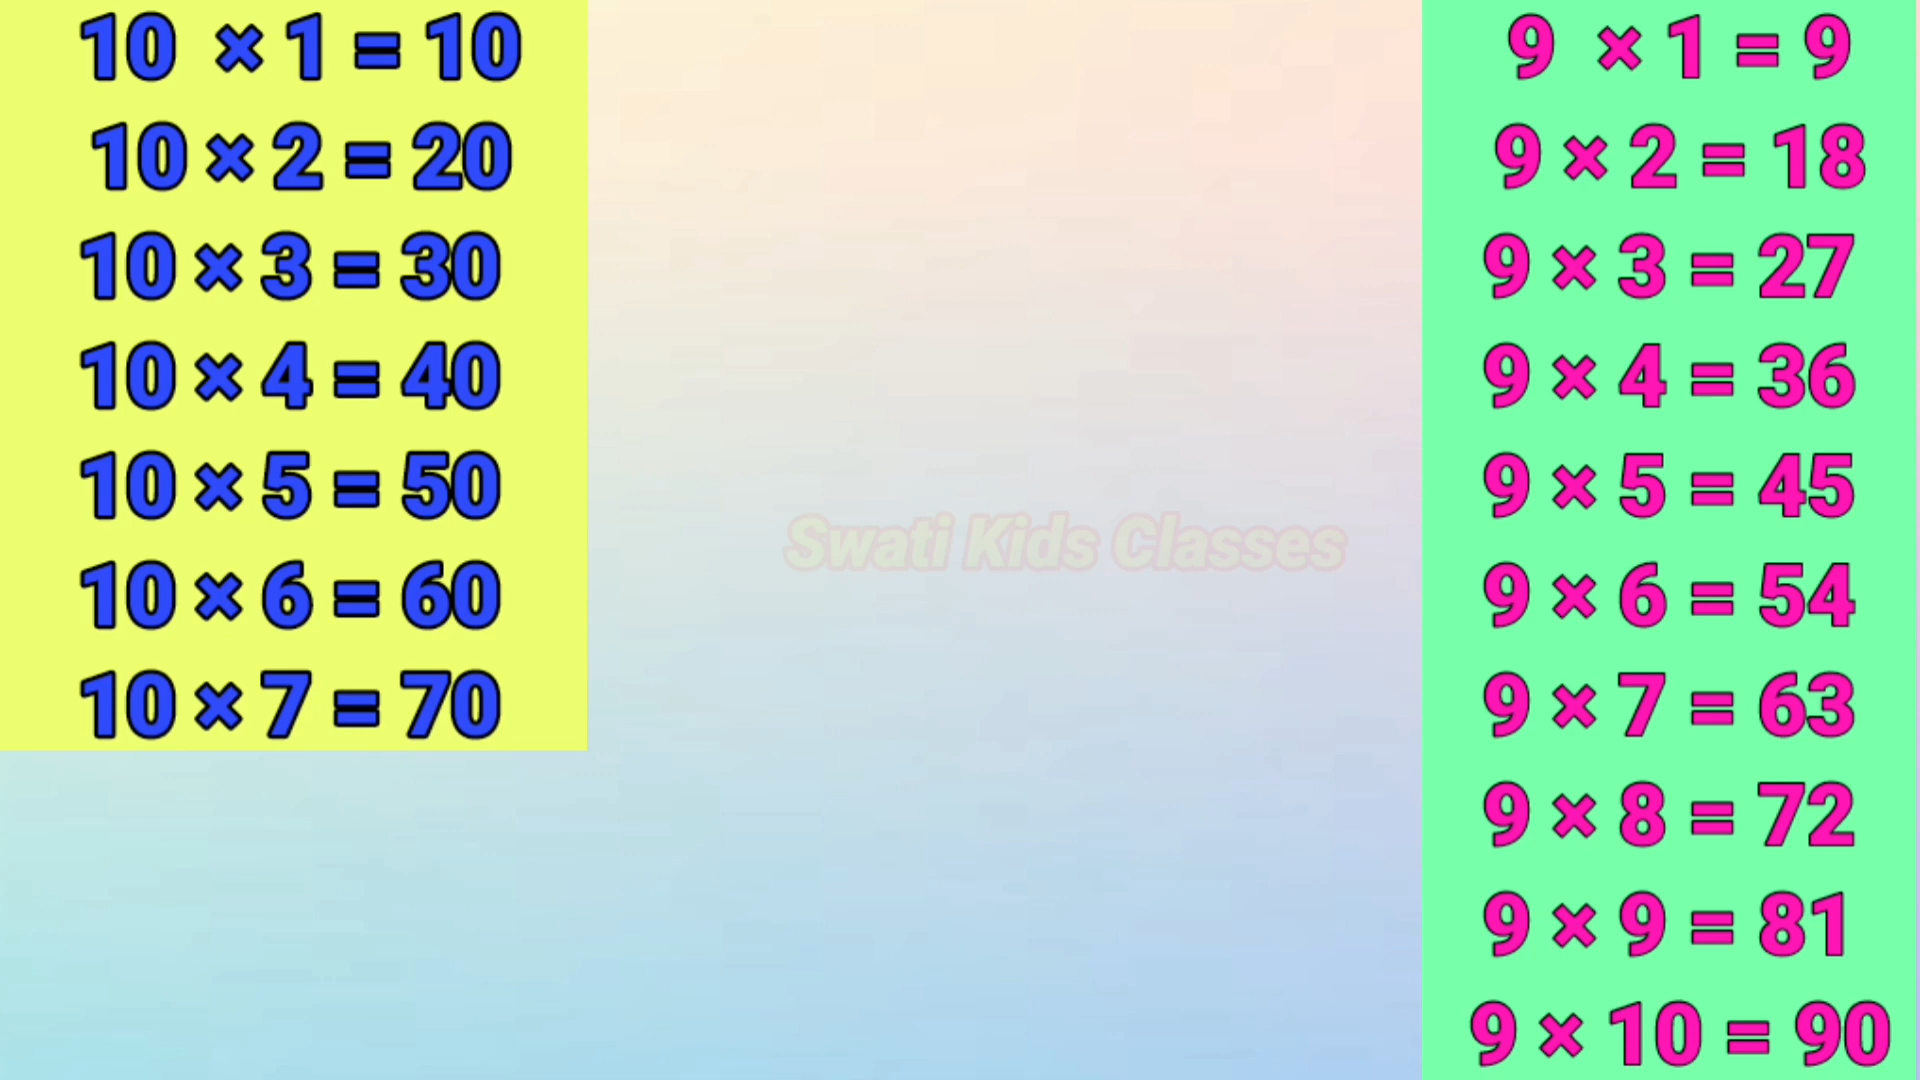 10 × 1 = 10
10 × 2 = 20
10 × 3 = 30
10 × 4 = 40
10 × 5 = 50
10 × 6 = 60
10 × 7 = 70
Swati Kids Classes
9 × 1 = 9
9 × 2 = 18
9 × 3 = 27
9 × 4 = 36
9 × 5 = 45
9 × 6 = 54
9 × 7 = 63
9 × 8 = 72
9 × 9 = 81
9 × 10 = 90